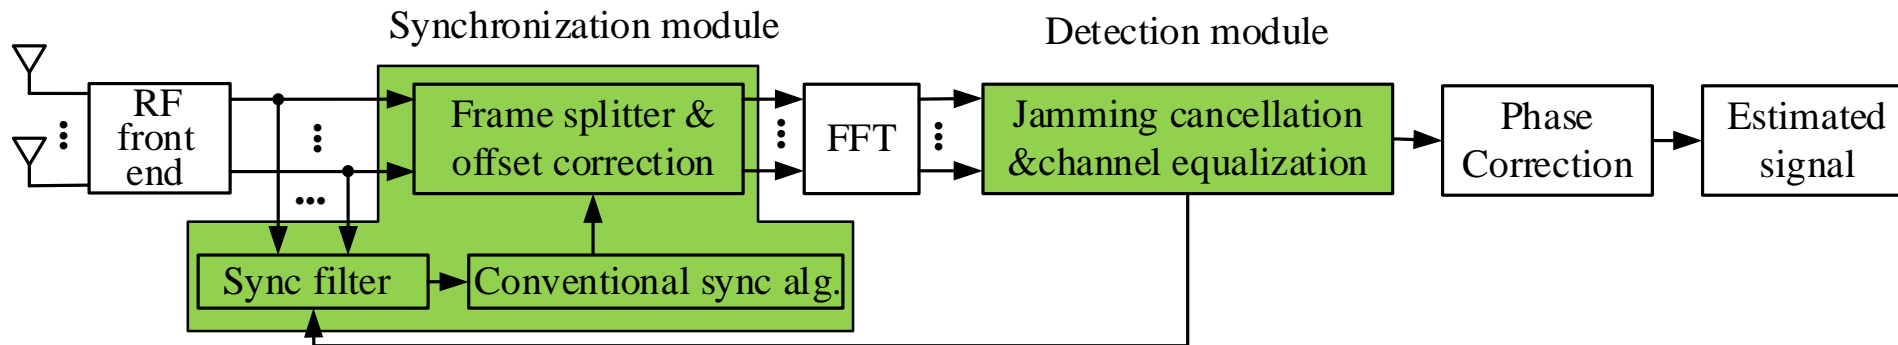 Synchronization module
Detection module
RF
front
end
Frame splitter &
offset correction
FFT
Jamming cancellation
&channel equalization
Phase
Correction
Estimated
signal
Sync filter
Conventional sync alg.